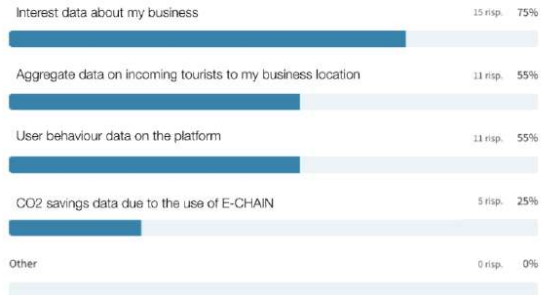 Interest data about my business 15 risp. 75%
Aggregate data on incoming tourists to my business location 11 risp. 55%
User behaviour data on the platform 11 risp. 55%
CO2 savings data due to the use of E-CHAIN 5 risp. 25%
Other 0 risp. 0%